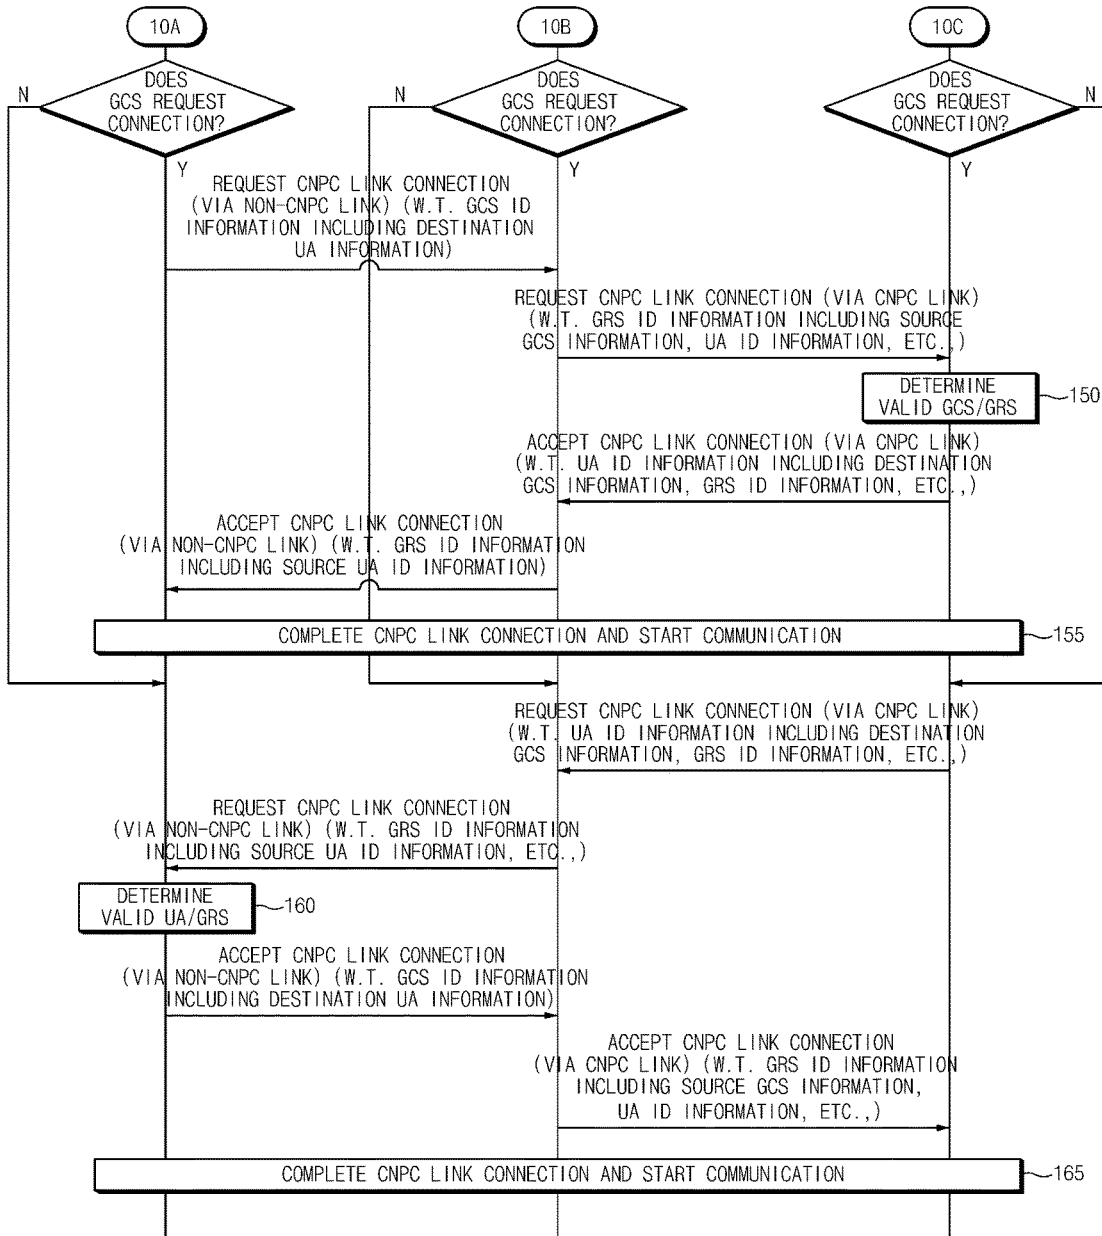 10A
10B
10C
DOES
GCS REQUEST
CONNECTION?
DOES
GCS REQUEST
CONNECTION?
DOES
GCS REQUEST
CONNECTION?
N
N
N
Y
Y
Y
REQUEST CNPC LINK CONNECTION
(VIA NON-CNPC LINK) (W.T. GCS ID
INFORMATION INCLUDING DESTINATION
UA INFORMATION)
REQUEST CNPC LINK CONNECTION (VIA CNPC LINK)
(W.T. GRS ID INFORMATION INCLUDING SOURCE
GCS INFORMATION, UA ID INFORMATION, ETC.,)
DETERMINE
VALID GCS/GRS
150
ACCEPT CNPC LINK CONNECTION (VIA CNPC LINK)
(W.T. UA ID INFORMATION INCLUDING DESTINATION
GCS INFORMATION, GRS ID INFORMATION, ETC.,)
ACCEPT CNPC LINK CONNECTION
(VIA NON-CNPC LINK) (W.T. GRS ID INFORMATION
INCLUDING SOURCE UA ID INFORMATION)
COMPLETE CNPC LINK CONNECTION AND START COMMUNICATION
155
REQUEST CNPC LINK CONNECTION (VIA CNPC LINK)
(W.T. UA ID INFORMATION INCLUDING DESTINATION
GCS INFORMATION, GRS ID INFORMATION, ETC.,)
REQUEST CNPC LINK CONNECTION
(VIA NON-CNPC LINK) (W.T. GRS ID INFORMATION
INCLUDING SOURCE UA ID INFORMATION, ETC.,)
DETERMINE
VALID UA/GRS
160
ACCEPT CNPC LINK CONNECTION
(VIA NON-CNPC LINK) (W.T. GCS ID INFORMATION
INCLUDING DESTINATION UA INFORMATION)
ACCEPT CNPC LINK CONNECTION
(VIA CNPC LINK) (W.T. GRS ID INFORMATION
INCLUDING SOURCE GCS INFORMATION,
UA ID INFORMATION, ETC.,)
COMPLETE CNPC LINK CONNECTION AND START COMMUNICATION
165